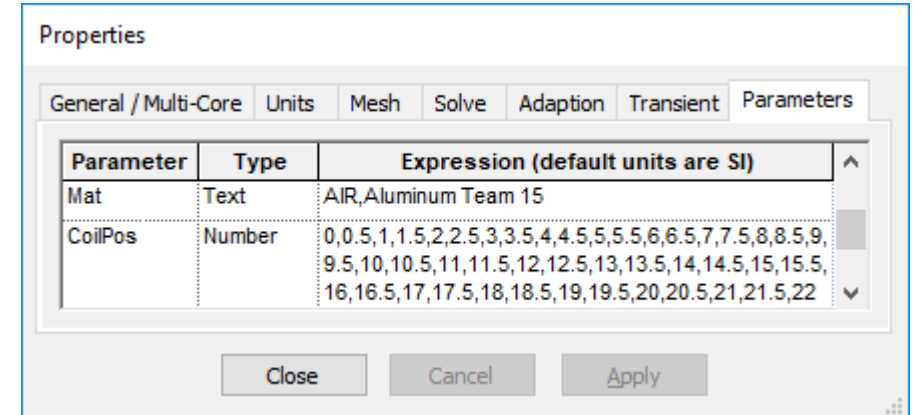 Properties
General / Multi-Core Units Mesh Solve Adaption Transient Parameters
Parameter Type Expression (default units are SI)
Mat Text AIR,Aluminum Team 15
CoilPos Number 0,0.5,1,1.5,2,2.5,3,3.5,4,4.5,5,5.5,6,6.5,7,7.5,8,8.5,9,
9.5,10,10.5,11,11.5,12,12.5,13,13.5,14,14.5,15,15.5,
16,16.5,17,17.5,18,18.5,19,19.5,20,20.5,21,21.5,22
Close Cancel Apply